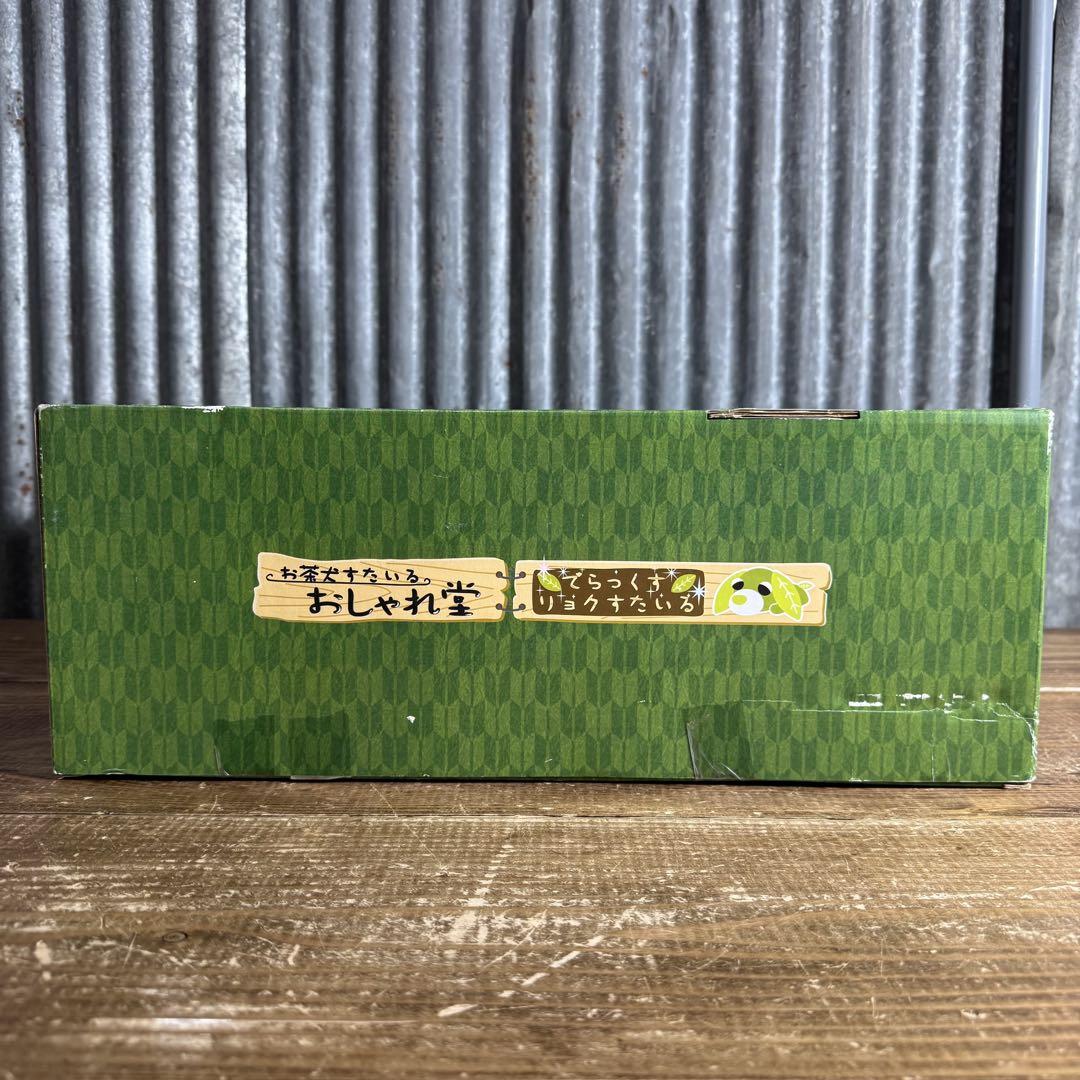 お茶犬すたいる。
おしゃれ堂
でらっくす
リョクすたいる